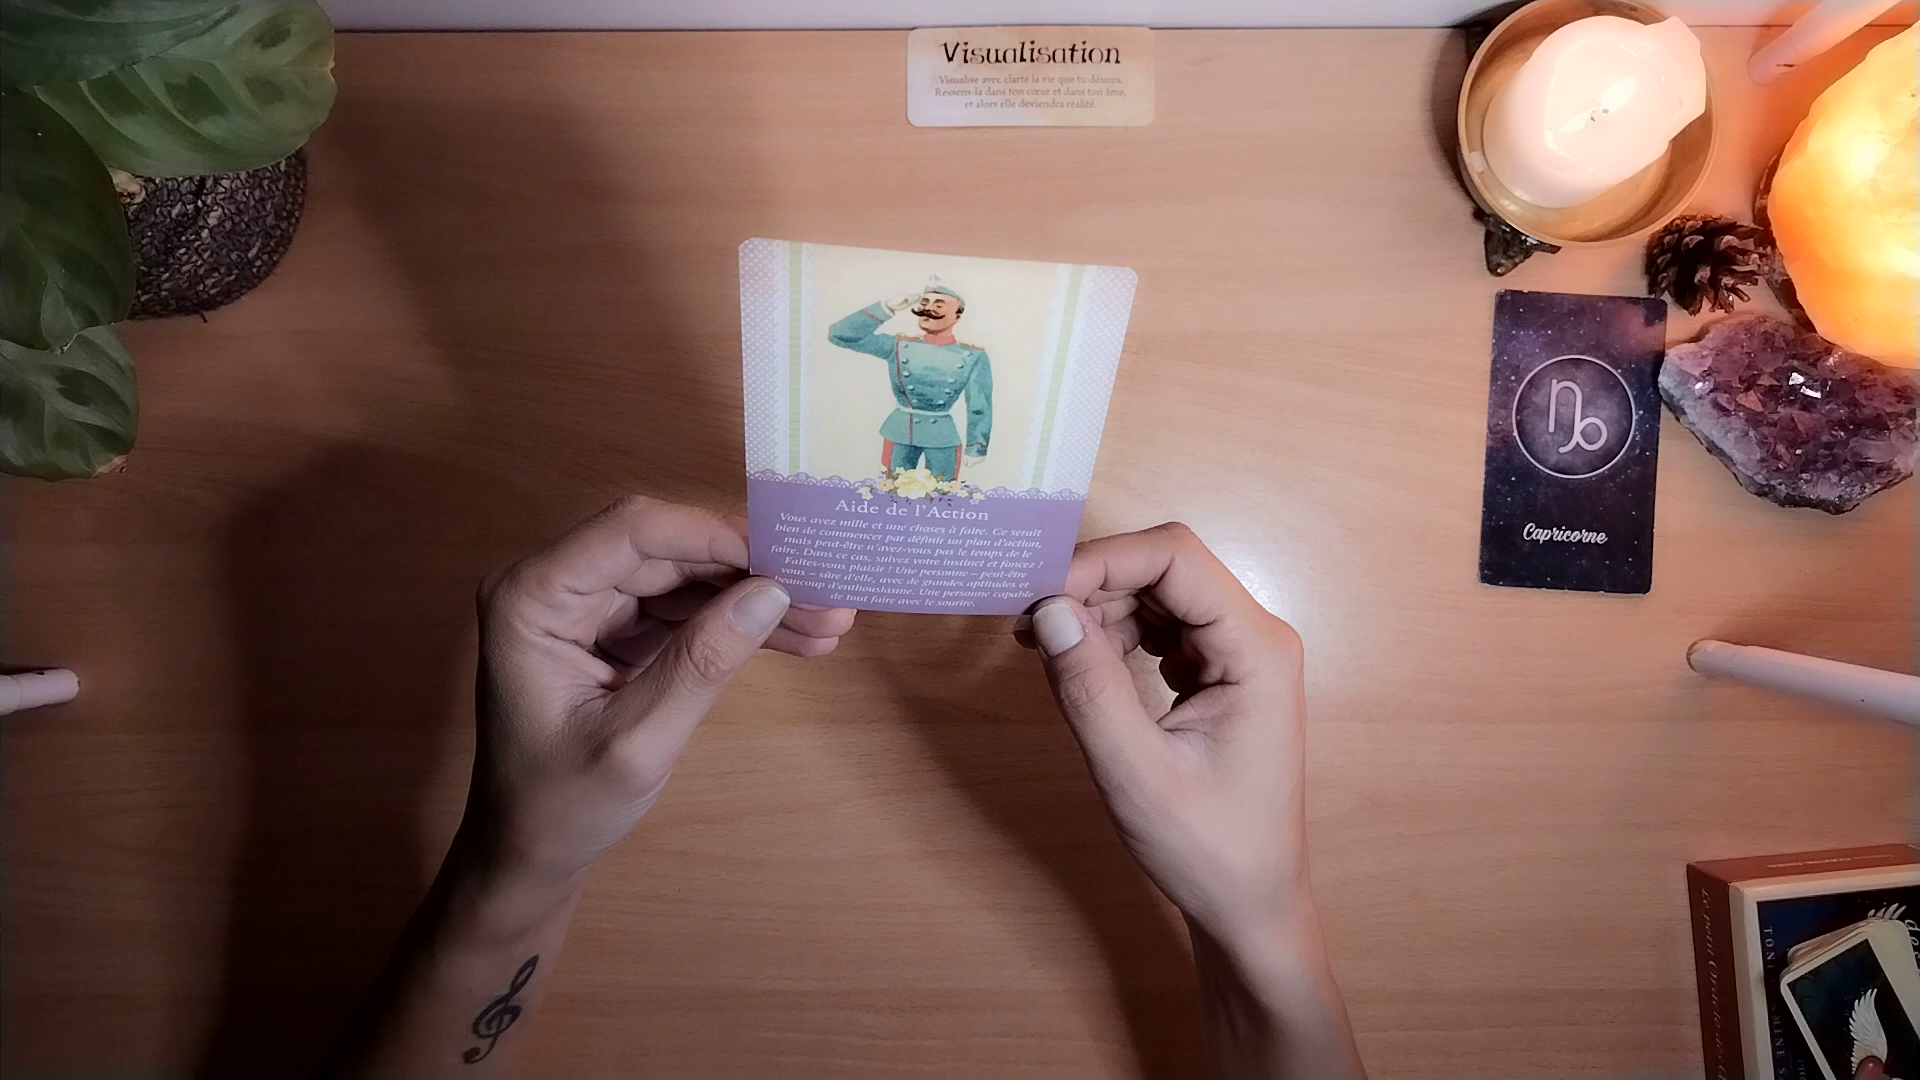 Visualisation
Visualise avec clarté la vie que tu désires.
Ressens-la dans ton cœur et dans ton âme,
et alors elle deviendra réalité.
Aide de l'Action
Vous avez mille et une choses à faire. Ce serait
bien de commencer par définir un plan d'action,
mais peut-être n'avez-vous pas le temps de le
faire. Dans ce cas, suivez votre instinct et foncez !
Faites-vous plaisir ! Une personne – peut-être
vous – sûre d'elle, avec de grandes aptitudes et
beaucoup d'enthousiasme. Une personne capable
de tout faire avec le sourire.
Capricorne